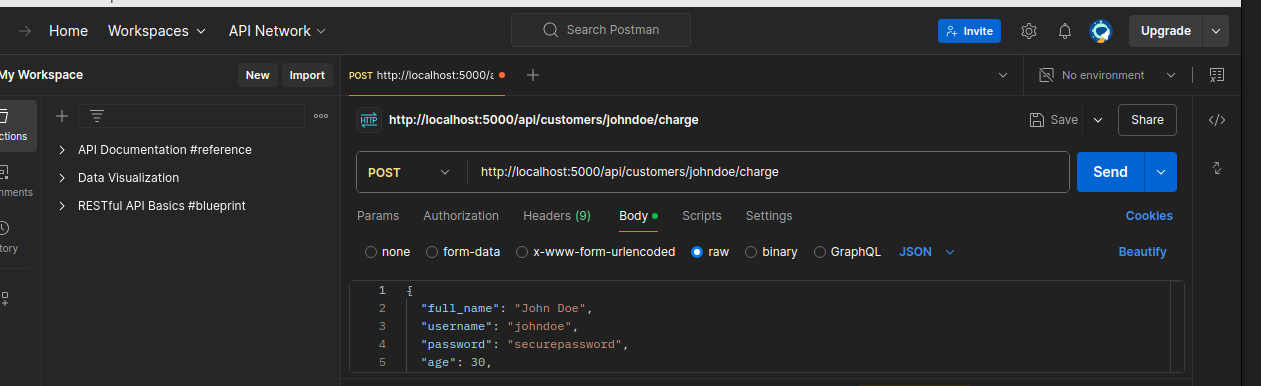 Home Workspaces API Network Search Postman Invite Upgrade
My Workspace New Import POST http://localhost:5000/a No environment
HTTP http://localhost:5000/api/customers/johndoe/charge Save Share
ctions
API Documentation #reference
Data Visualization
RESTful API Basics #blueprint
nments
tory
POST http://localhost:5000/api/customers/johndoe/charge Send
Params Authorization Headers (9) Body Scripts Settings Cookies
none form-data x-www-form-urlencoded raw binary GraphQL JSON Beautify
1 {
2 "full_name": "John Doe",
3 "username": "johndoe",
4 "password": "securepassword",
5 "age": 30,